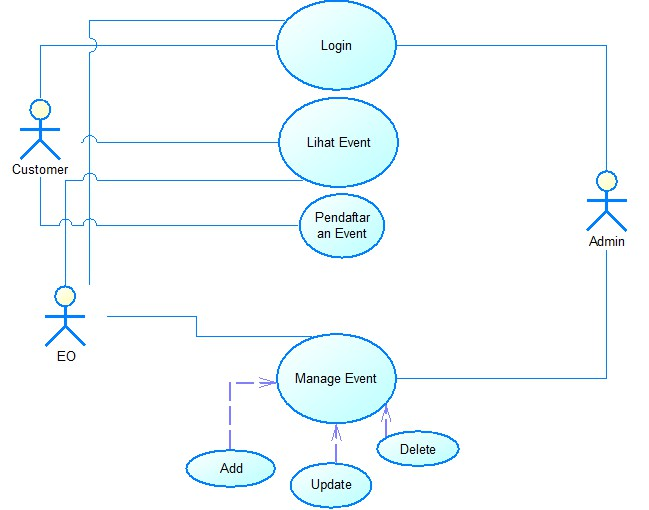 Login
Lihat Event
Customer
Pendaftar
an Event
Admin
EO
Manage Event
Add
Delete
Update